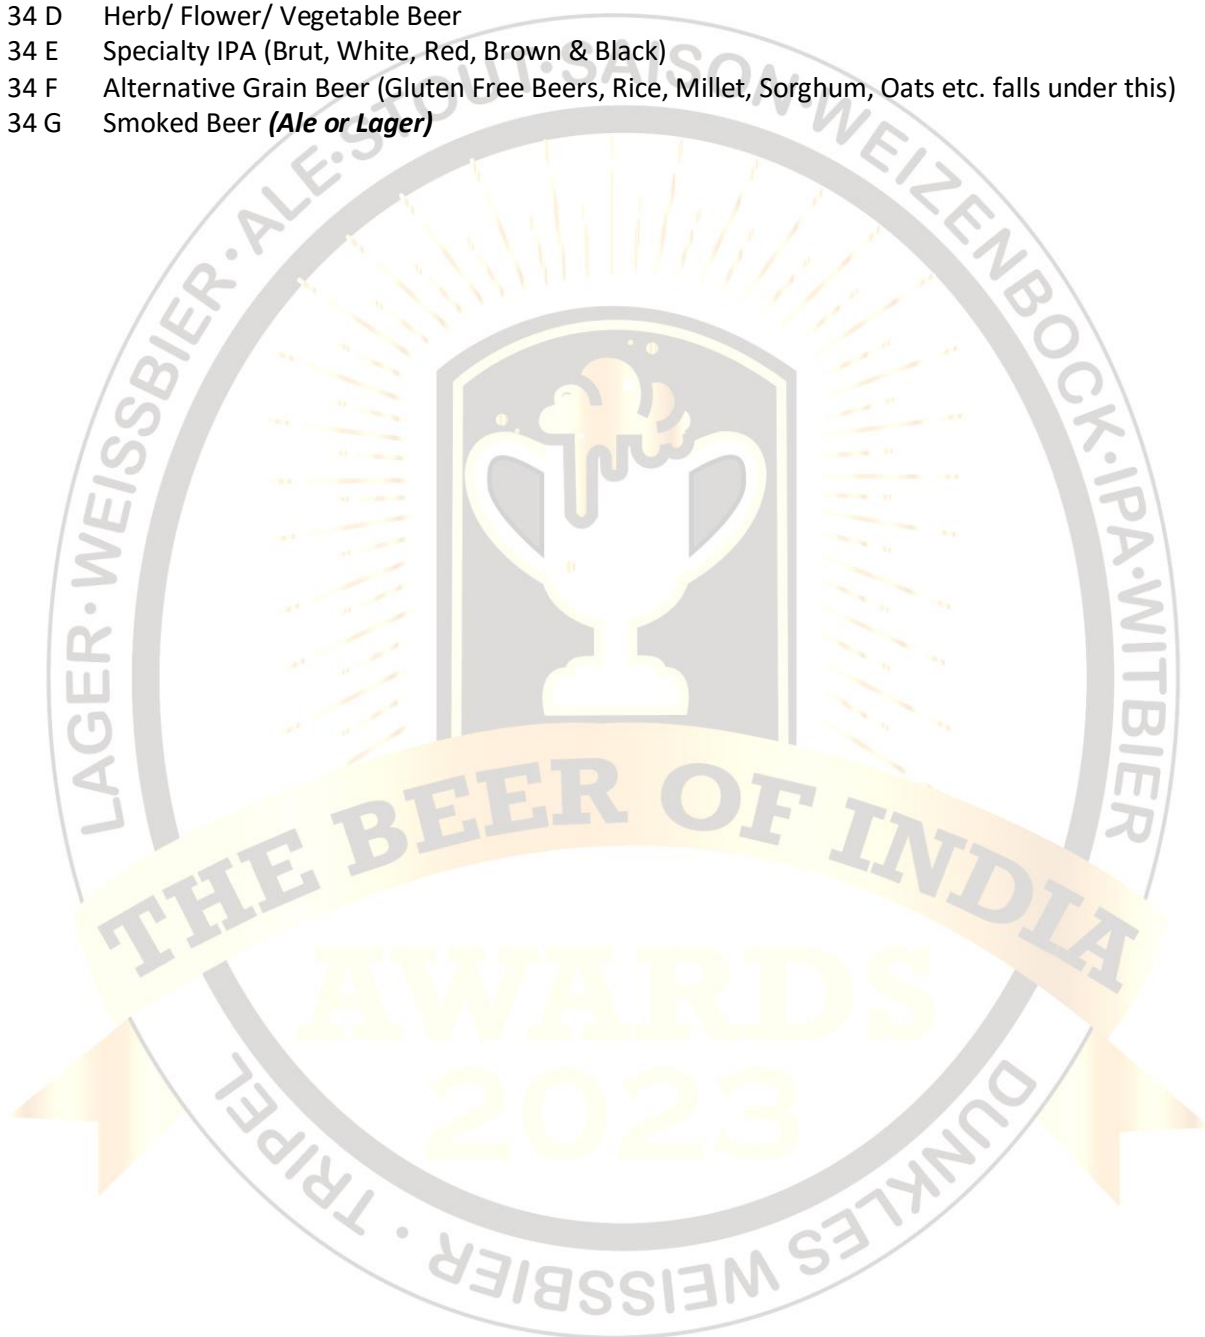 34 D Herb/ Flower/ Vegetable Beer
34 E Specialty IPA (Brut, White, Red, Brown & Black)
34 F Alternative Grain Beer (Gluten Free Beers, Rice, Millet, Sorghum, Oats etc. falls under this)
34 G Smoked Beer (Ale or Lager)
LAGER·WEISSBIER·ALE·STOUT·SAISON·WEIZENBOCK·IPA·WITBIER
THE BEER OF INDIA
AWARDS
2023
DUNKLES WEISSBIER · TRIPEL